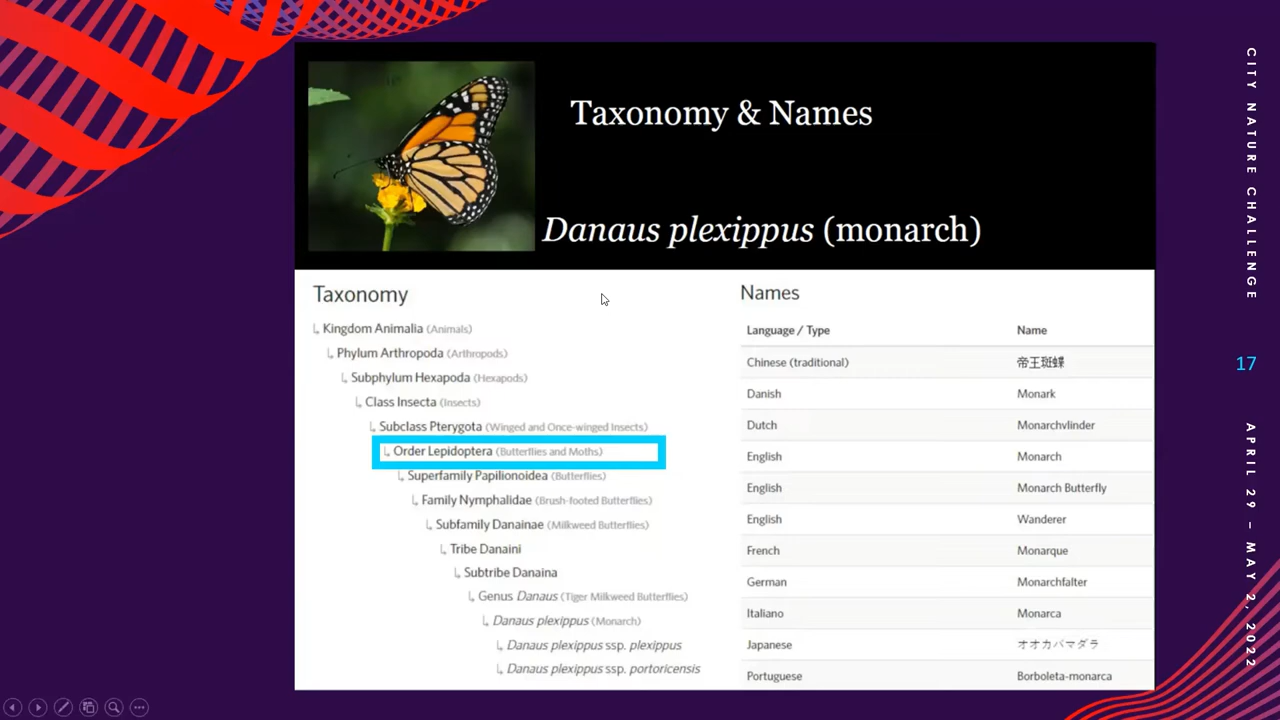 Taxonomy & Names
Danaus plexippus (monarch)
Taxonomy
Kingdom Animalia (Animals)
Phylum Arthropoda (Arthropods)
Subphylum Hexapoda (Hexapods)
Class Insecta (Insects)
Subclass Pterygota (Winged and Once-winged Insects)
Order Lepidoptera (Butterflies and Moths)
Superfamily Papilionoidea (Butterflies)
Family Nymphalidae (Brush-footed Butterflies)
Subfamily Danainae (Milkweed Butterflies)
Tribe Danaini
Subtribe Danaina
Genus Danaus (Tiger Milkweed Butterflies)
Danaus plexippus (Monarch)
Danaus plexippus ssp. plexippus
Danaus plexippus ssp. portoricensis
Names
Language / Type Name
Chinese (traditional) 帝王斑蝶
Danish Monark
Dutch Monarchvlinder
English Monarch
English Monarch Butterfly
English Wanderer
French Monarque
German Monarchfalter
Italiano Monarca
Japanese オオカバマダラ
Portuguese Borboleta-monarca
CITY NATURE CHALLENGE
17
APRIL 29 – MAY 2, 2022